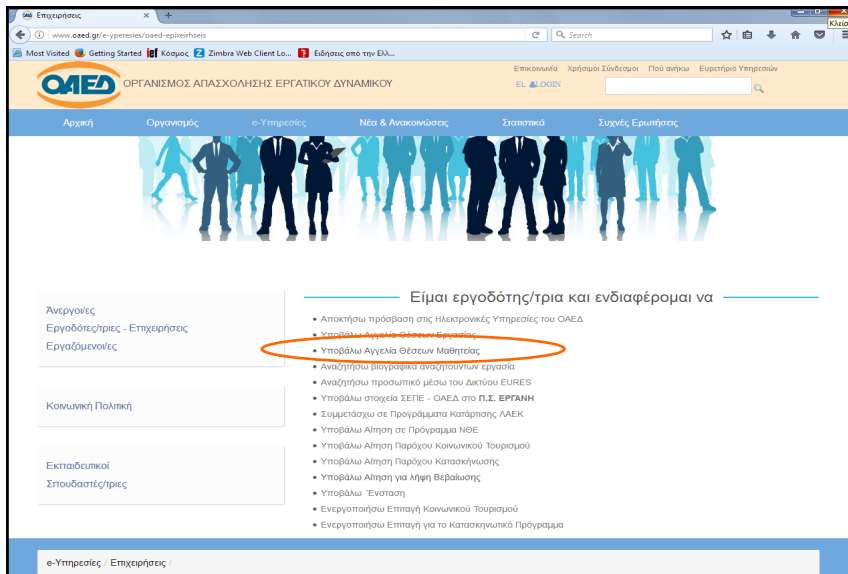 Επιχειρήσεις
Κλείσ
www.oaed.gr/e-yperesies/oaed-epixeirhseis
Search
Most Visited
Getting Started
Κόσμος
Zimbra Web Client Lo...
Ειδήσεις από την Ελλ...
ΟΑΕD
ΟΡΓΑΝΙΣΜΟΣ ΑΠΑΣΧΟΛΗΣΗΣ ΕΡΓΑΤΙΚΟΥ ΔΥΝΑΜΙΚΟΥ
Επικοινωνία Χρήσιμοι Σύνδεσμοι Πού ανήκω Ευρετήριο Υπηρεσιών
EL LOGIN
Αρχική Οργανισμός e-Υπηρεσίες Νέα & Ανακοινώσεις Στατιστικά Συχνές Ερωτήσεις
Άνεργοι/ες
Εργοδότες/τριες - Επιχειρήσεις
Εργαζόμενοι/ες
Κοινωνική Πολιτική
Εκπαιδευτικοί
Σπουδαστές/τριες
Είμαι εργοδότης/τρια και ενδιαφέρομαι να
• Αποκτήσω πρόσβαση στις Ηλεκτρονικές Υπηρεσίες του ΟΑΕΔ
• Υποβάλω Αγγελία Θέσεων Εργασίας
• Υποβάλω Αγγελία Θέσεων Μαθητείας
• Αναζητήσω βιογραφικά αναζητούντων εργασία
• Αναζητήσω προσωπικό μέσω του Δικτύου EURES
• Υποβάλω στοιχεία ΣΕΠΕ - ΟΑΕΔ στο Π.Σ. ΕΡΓΑΝΗ
• Συμμετάσχω σε Προγράμματα Κατάρτισης ΛΑΕΚ
• Υποβάλω Αίτηση σε Πρόγραμμα ΝΘΕ
• Υποβάλω Αίτηση Παρόχου Κοινωνικού Τουρισμού
• Υποβάλω Αίτηση Παρόχου Κατασκήνωσης
• Υποβάλω Αίτηση για λήψη Βεβαίωσης
• Υποβάλω Ένσταση
• Ενεργοποιήσω Επιταγή Κοινωνικού Τουρισμού
• Ενεργοποιήσω Επιταγή για το Κατασκηνωτικό Πρόγραμμα
e-Υπηρεσίες / Επιχειρήσεις /